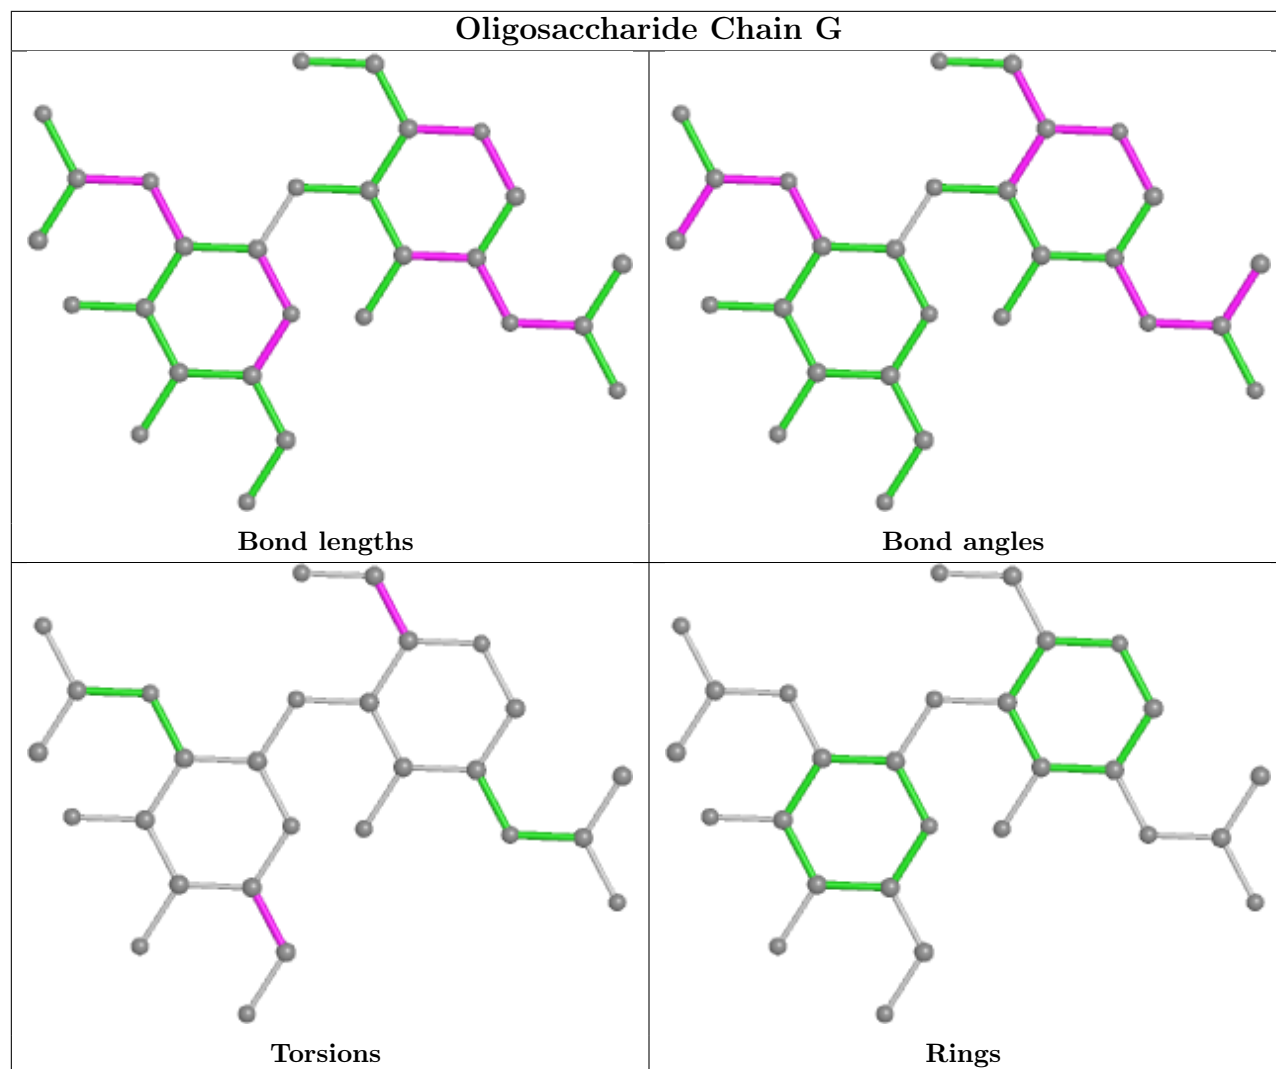 Oligosaccharide Chain G
Bond lengths
Bond angles
Torsions
Rings